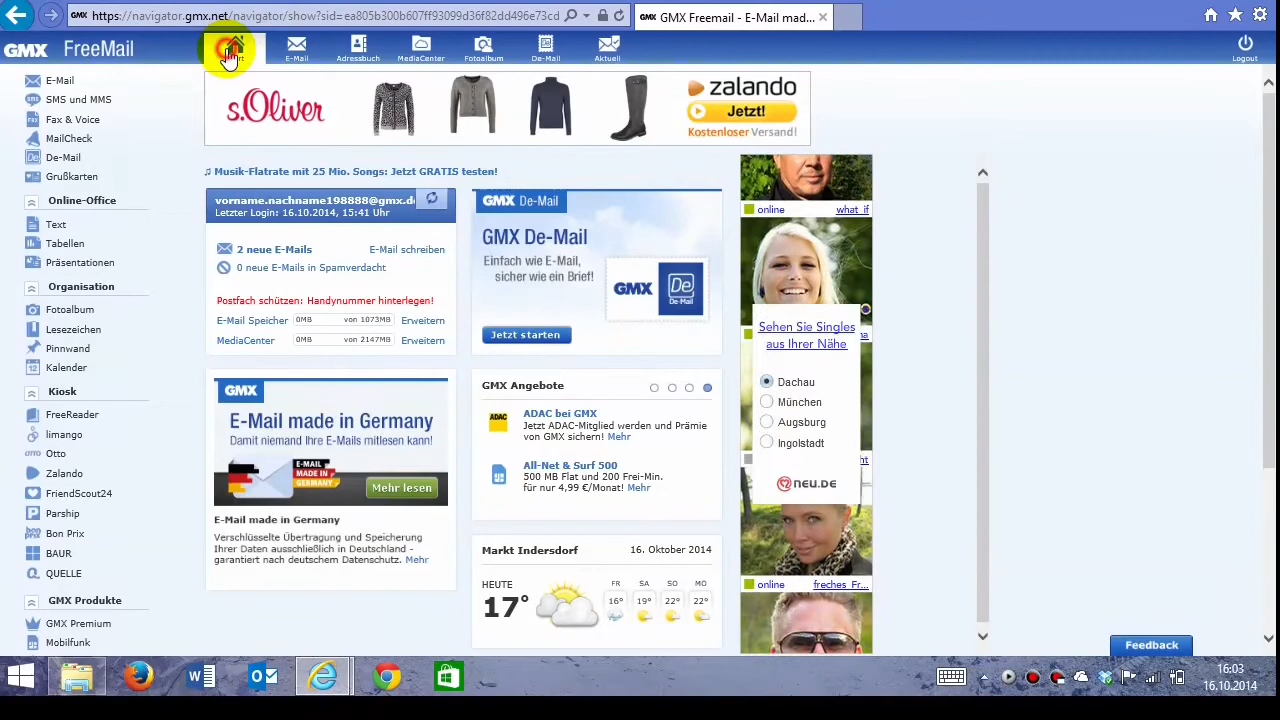 https://navigator.gmx.net/navigator/show?sid=ea805b300b607ff93099d36f82dd496e73cd
GMX Freemail - E-Mail mad...
GMX FreeMail
E-Mail
Adressbuch
MediaCenter
Fotoalbum
De-Mail
Aktuell
Logout
E-Mail
SMS und MMS
Fax & Voice
MailCheck
De-Mail
Grußkarten
Online-Office
Text
Tabellen
Präsentationen
Organisation
Fotoalbum
Lesezeichen
Pinnwand
Kalender
Kiosk
FreeReader
limango
Otto
Zalando
FriendScout24
Parship
Bon Prix
BAUR
QUELLE
GMX Produkte
GMX Premium
Mobilfunk
s.Oliver
zalando
Jetzt!
Kostenloser Versand!
Musik-Flatrate mit 25 Mio. Songs: Jetzt GRATIS testen!
vorname.nachname198888@gmx.de
Letzter Login: 16.10.2014, 15:41 Uhr
2 neue E-Mails E-Mail schreiben
0 neue E-Mails in Spamverdacht
Postfach schützen: Handynummer hinterlegen!
E-Mail Speicher 0MB von 1073MB Erweitern
MediaCenter 0MB von 2147MB Erweitern
GMX
E-Mail made in Germany
Damit niemand Ihre E-Mails mitlesen kann!
E-MAIL
MADE IN
GERMANY
Mehr lesen
E-Mail made in Germany
Verschlüsselte Übertragung und Speicherung
Ihrer Daten ausschließlich in Deutschland -
garantiert nach deutschem Datenschutz. Mehr
GMX De-Mail
GMX De-Mail
Einfach wie E-Mail,
sicher wie ein Brief!
GMX De
De-Mail
Jetzt starten
GMX Angebote
ADAC
ADAC bei GMX
Jetzt ADAC-Mitglied werden und Prämie
von GMX sichern! Mehr
All-Net & Surf 500
500 MB Flat und 200 Frei-Min.
für nur 4,99 €/Monat! Mehr
Markt Indersdorf 16. Oktober 2014
HEUTE
17°
FR SA SO MO
16° 19° 22° 22°
online what_if
Sehen Sie Singles
aus Ihrer Nähe
Dachau
München
Augsburg
Ingolstadt
NEU.DE
online freches_Fr...
Feedback
16:03
16.10.2014